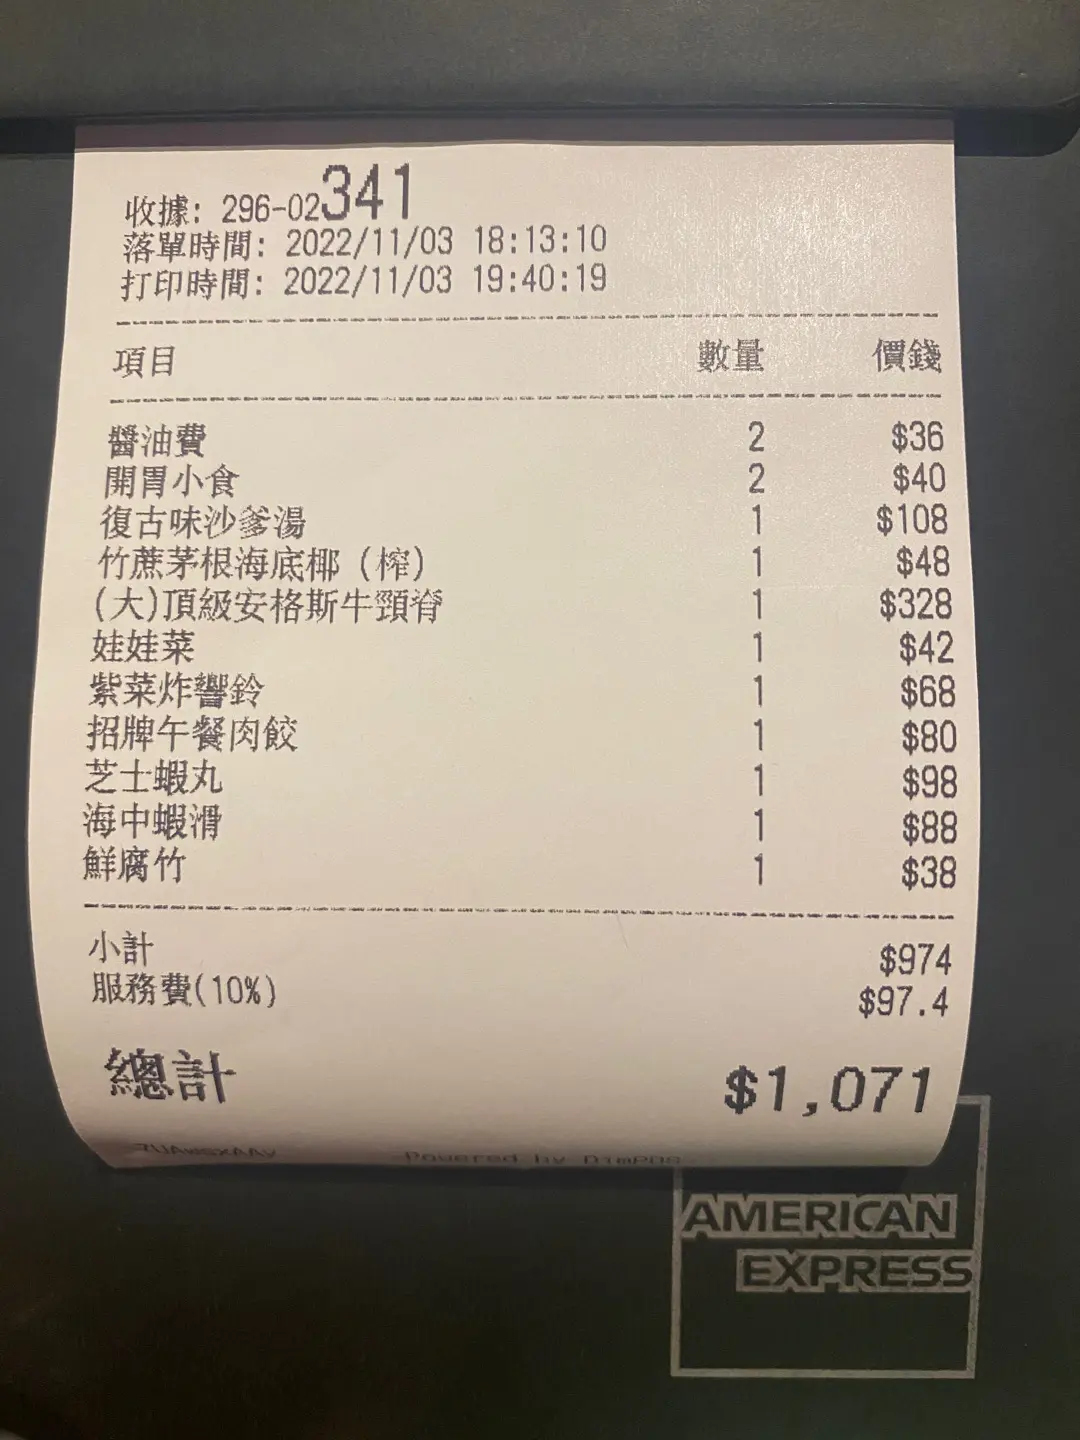 收據: 296-02341
落單時間: 2022/11/03 18:13:10
打印時間: 2022/11/03 19:40:19
項目 數量 價錢
醬油費 2 $36
開胃小食 2 $40
復古味沙爹湯 1 $108
竹蔗茅根海底椰 (榨) 1 $48
(大)頂級安格斯牛頸脊 1 $328
娃娃菜 1 $42
紫菜炸響鈴 1 $68
招牌午餐肉餃 1 $80
芝士蝦丸 1 $98
海中蝦滑 1 $88
鮮腐竹 1 $38
小計 $974
服務費(10%) $97.4
總計 $1,071
Powered by DimPOS
AMERICAN
EXPRESS